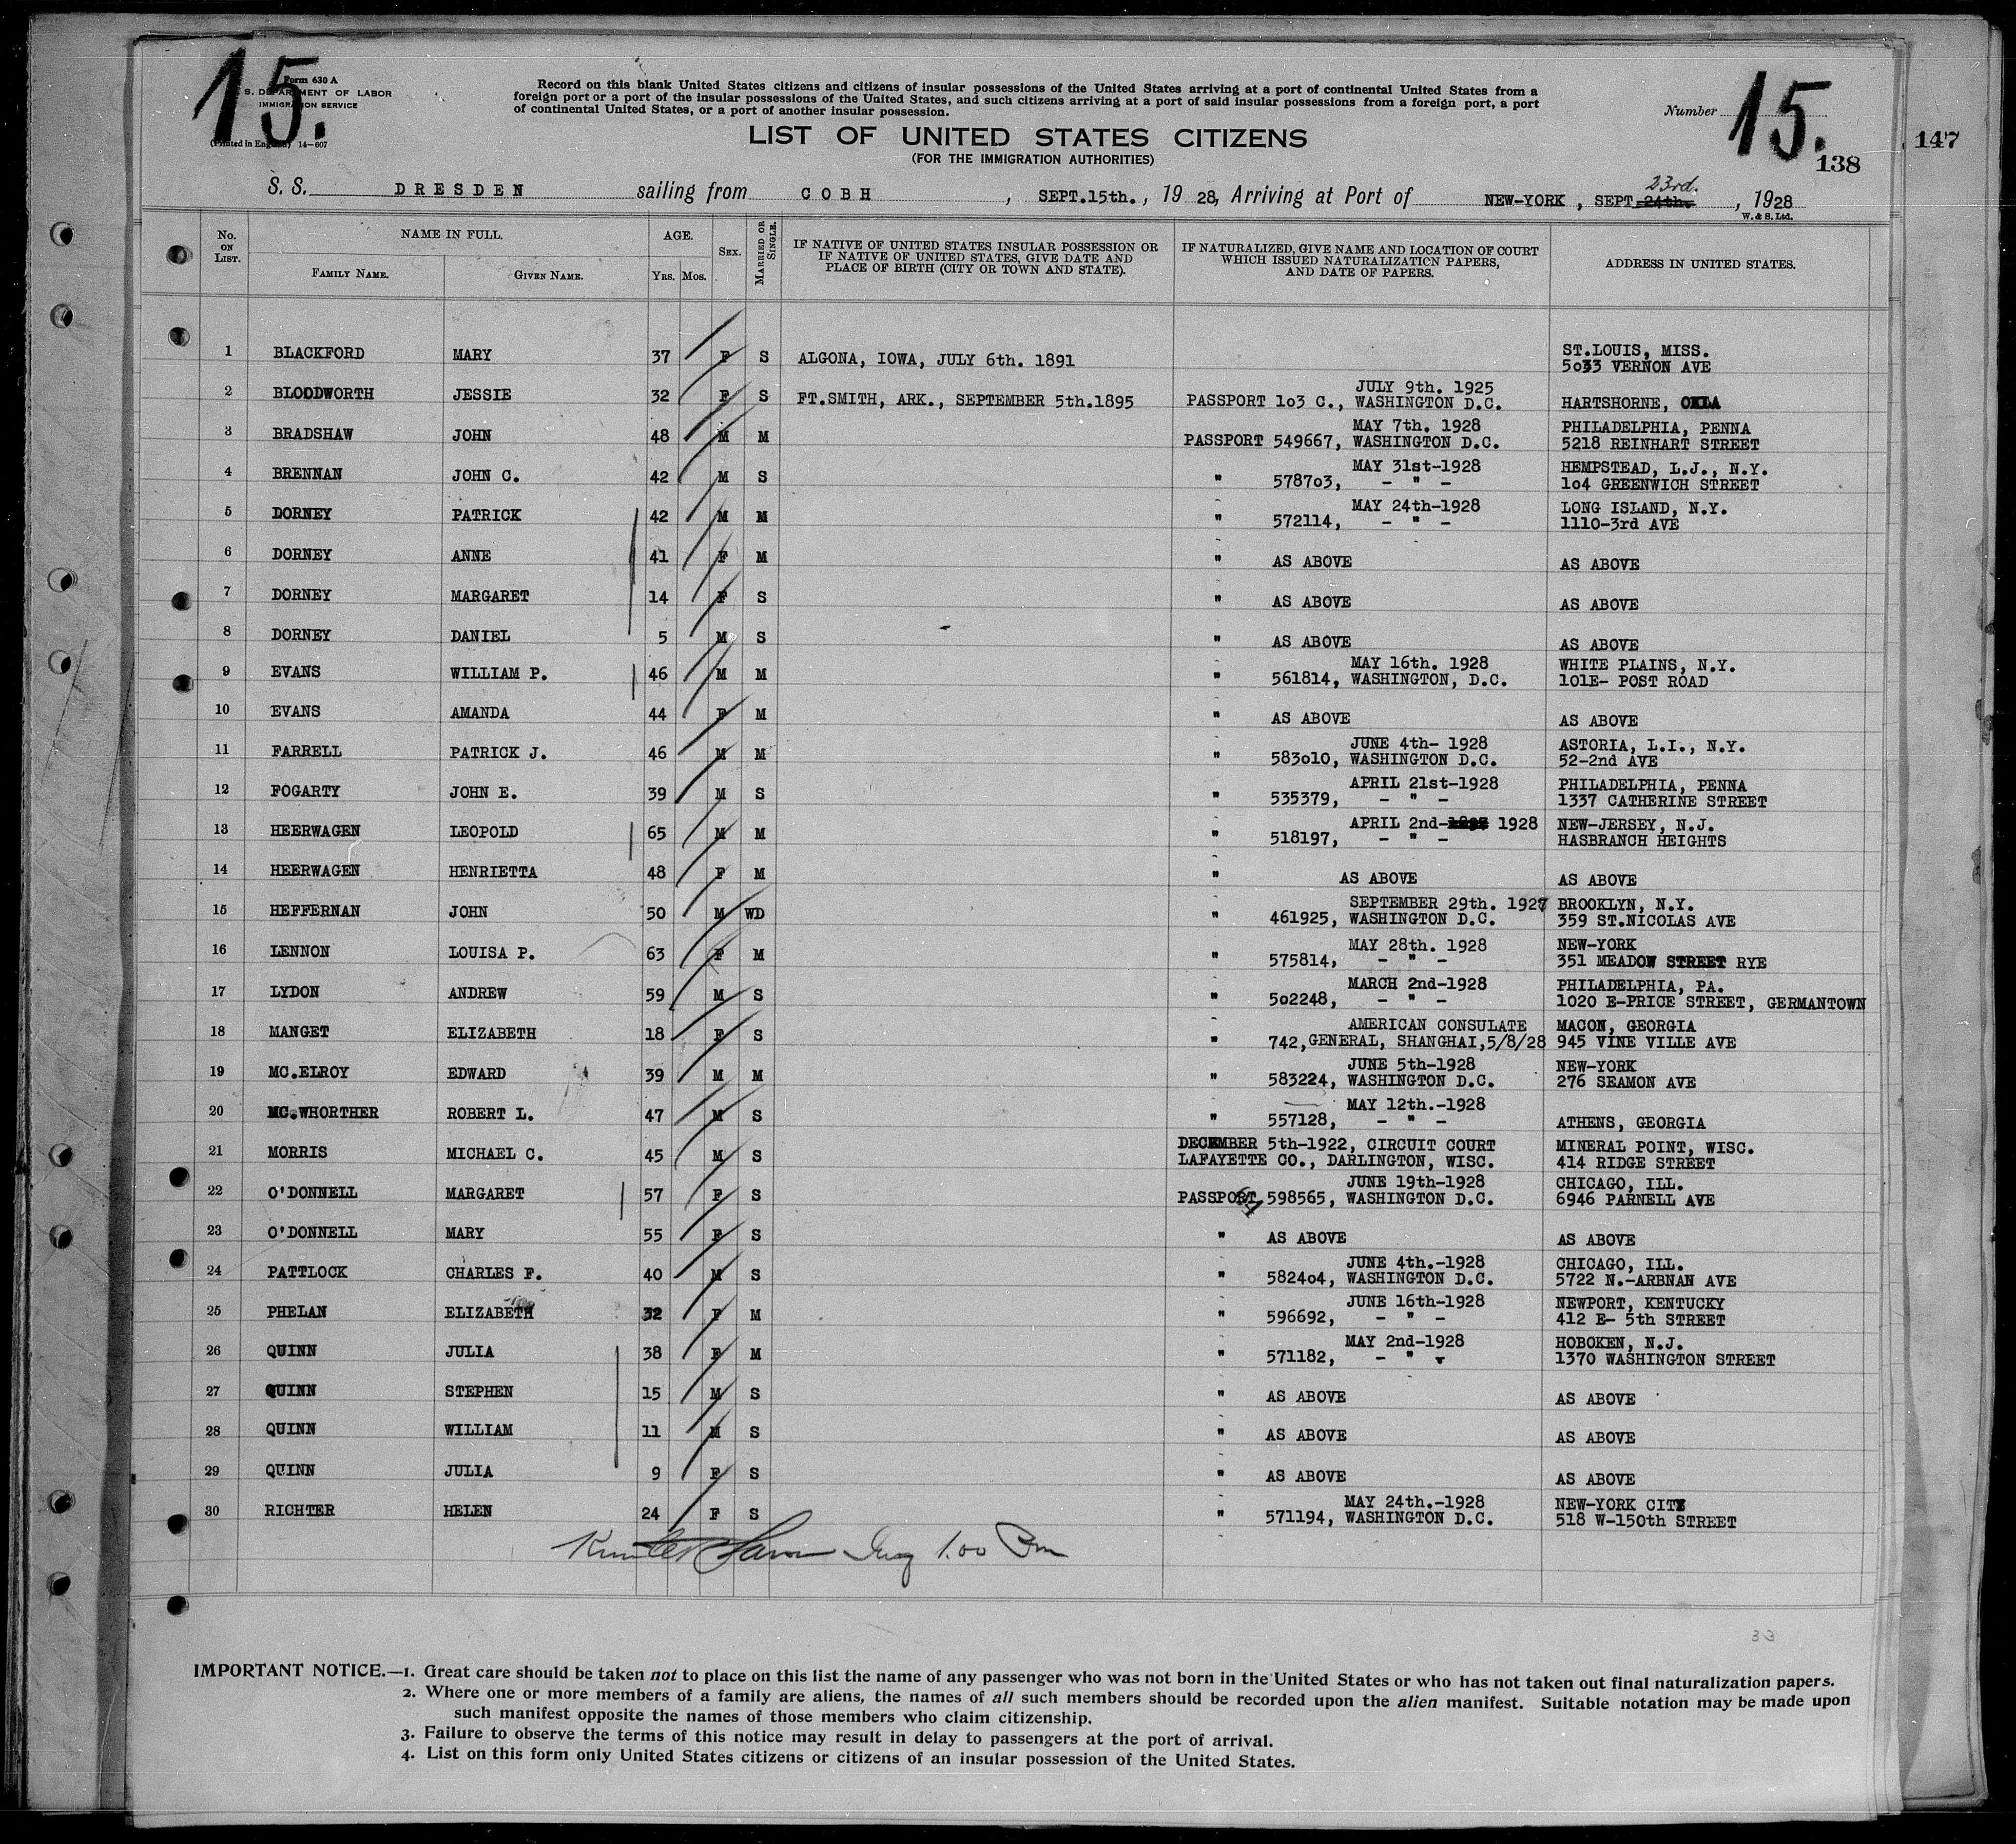 15.
Form 630 A
S. DEPARTMENT OF LABOR
IMMIGRATION SERVICE
(Printed in England) 14—607
Record on this blank United States citizens and citizens of insular possessions of the United States arriving at a port of continental United States from a
foreign port or a port of the insular possessions of the United States, and such citizens arriving at a port of said insular possessions from a foreign port, a port
of continental United States, or a port of another insular possession.
Number 15.
147
138
LIST OF UNITED STATES CITIZENS
(FOR THE IMMIGRATION AUTHORITIES)
S. S. DRESDEN sailing from COBH, SEPT.15th., 1928, Arriving at Port of NEW-YORK, SEPT 24th. 23rd., 1928
W. & S. Ltd.
No. ON LIST. NAME IN FULL. FAMILY NAME. GIVEN NAME. AGE. YRS. MOS. SEX. MARRIED OR SINGLE. IF NATIVE OF UNITED STATES INSULAR POSSESSION OR IF NATIVE OF UNITED STATES, GIVE DATE AND PLACE OF BIRTH (CITY OR TOWN AND STATE). IF NATURALIZED, GIVE NAME AND LOCATION OF COURT WHICH ISSUED NATURALIZATION PAPERS, AND DATE OF PAPERS. ADDRESS IN UNITED STATES.
1 BLACKFORD MARY 37 F S ALGONA, IOWA, JULY 6th. 1891 ST.LOUIS, MISS. 5033 VERNON AVE
2 BLOODWORTH JESSIE 32 F S FT.SMITH, ARK., SEPTEMBER 5th.1895 PASSPORT 1o3 C., JULY 9th. 1925 WASHINGTON D.C. HARTSHORNE, OKLA
3 BRADSHAW JOHN 48 M M PASSPORT 549667, MAY 7th. 1928 WASHINGTON D.C. PHILADELPHIA, PENNA 5218 REINHART STREET
4 BRENNAN JOHN C. 42 M S " 5787o3, MAY 31st-1928 - " - HEMPSTEAD, L.J., N.Y. 1o4 GREENWICH STREET
5 DORNEY PATRICK 42 M M " 572114, MAY 24th-1928 - " - LONG ISLAND, N.Y. 1110-3rd AVE
6 DORNEY ANNE 41 F M " AS ABOVE AS ABOVE
7 DORNEY MARGARET 14 F S " AS ABOVE AS ABOVE
8 DORNEY DANIEL 5 M S " AS ABOVE AS ABOVE
9 EVANS WILLIAM P. 46 M M " 561814, MAY 16th. 1928 WASHINGTON, D.C. WHITE PLAINS, N.Y. 101E- POST ROAD
10 EVANS AMANDA 44 F M " AS ABOVE AS ABOVE
11 FARRELL PATRICK J. 46 M M " 583o10, JUNE 4th- 1928 WASHINGTON D.C. ASTORIA, L.I., N.Y. 52-2nd AVE
12 FOGARTY JOHN E. 39 M S " 535379, APRIL 21st-1928 - " - PHILADELPHIA, PENNA 1337 CATHERINE STREET
13 HEERWAGEN LEOPOLD 65 M M " 518197, APRIL 2nd- 1928 - " - NEW-JERSEY, N.J. HASBRANCH HEIGHTS
14 HEERWAGEN HENRIETTA 48 F M " AS ABOVE AS ABOVE
15 HEFFERNAN JOHN 50 M WD " 461925, SEPTEMBER 29th. 1927 WASHINGTON D.C. BROOKLYN, N.Y. 359 ST.NICOLAS AVE
16 LENNON LOUISA P. 63 F M " 575814, MAY 28th. 1928 - " - NEW-YORK 351 MEADOW STREET RYE
17 LYDON ANDREW 59 M S " 5o2248, MARCH 2nd-1928 - " - PHILADELPHIA, PA. 1020 E-PRICE STREET, GERMANTOWN
18 MANGET ELIZABETH 18 F S " 742, AMERICAN CONSULATE GENERAL, SHANGHAI,5/8/28 MACON, GEORGIA 945 VINE VILLE AVE
19 MC.ELROY EDWARD 39 M M " 583224, JUNE 5th-1928 WASHINGTON D.C. NEW-YORK 276 SEAMON AVE
20 MC.WHORTHER ROBERT L. 47 M S " 557128, MAY 12th.-1928 - " - ATHENS, GEORGIA
21 MORRIS MICHAEL C. 45 M S DECEMBER 5th-1922, CIRCUIT COURT LAFAYETTE CO., DARLINGTON, WISC. MINERAL POINT, WISC. 414 RIDGE STREET
22 O'DONNELL MARGARET 57 F S PASSPORT 598565, JUNE 19th-1928 WASHINGTON D.C. CHICAGO, ILL. 6946 PARNELL AVE
23 O'DONNELL MARY 55 F S " AS ABOVE AS ABOVE
24 PATTLOCK CHARLES F. 40 M S " 5824o4, JUNE 4th.-1928 WASHINGTON D.C. CHICAGO, ILL. 5722 N.-ARBNAN AVE
25 PHELAN ELIZABETH 32 F M " 596692, JUNE 16th-1928 - " - NEWPORT, KENTUCKY 412 E- 5th STREET
26 QUINN JULIA 38 F M " 571182, MAY 2nd-1928 - " - HOBOKEN, N.J. 1370 WASHINGTON STREET
27 QUINN STEPHEN 15 M S " AS ABOVE AS ABOVE
28 QUINN WILLIAM 11 M S " AS ABOVE AS ABOVE
29 QUINN JULIA 9 F S " AS ABOVE AS ABOVE
30 RICHTER HELEN 24 F S " 571194, MAY 24th.-1928 WASHINGTON D.C. NEW-YORK CITY 518 W-150th STREET
1.00 Pm
33
IMPORTANT NOTICE.—1. Great care should be taken not to place on this list the name of any passenger who was not born in the United States or who has not taken out final naturalization papers.
2. Where one or more members of a family are aliens, the names of all such members should be recorded upon the alien manifest. Suitable notation may be made upon
such manifest opposite the names of those members who claim citizenship.
3. Failure to observe the terms of this notice may result in delay to passengers at the port of arrival.
4. List on this form only United States citizens or citizens of an insular possession of the United States.